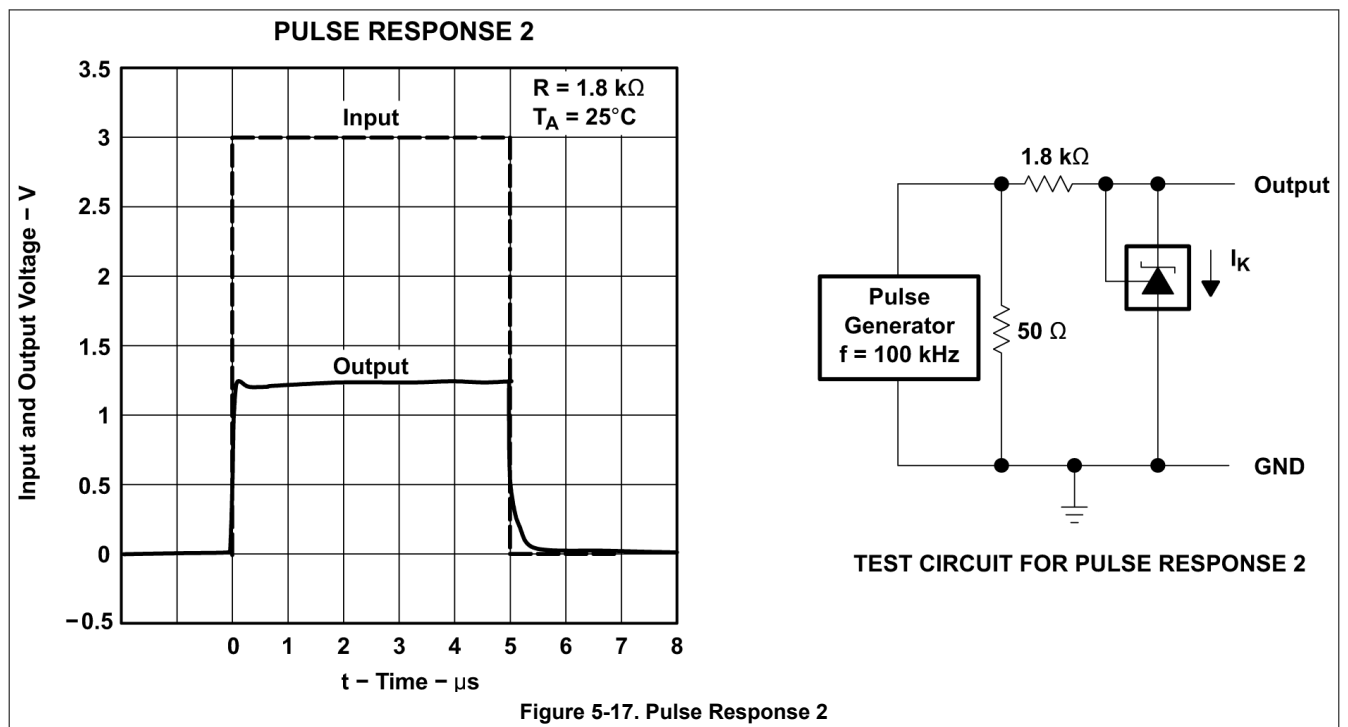 PULSE RESPONSE 2
3.5
3
2.5
2
1.5
1
0.5
0
−0.5
Input and Output Voltage − V
R = 1.8 kΩ
TA = 25°C
Input
Output
0 1 2 3 4 5 6 7 8
t − Time − μs
1.8 kΩ
Output
IK
Pulse
Generator
f = 100 kHz
50 Ω
GND
TEST CIRCUIT FOR PULSE RESPONSE 2
Figure 5-17. Pulse Response 2